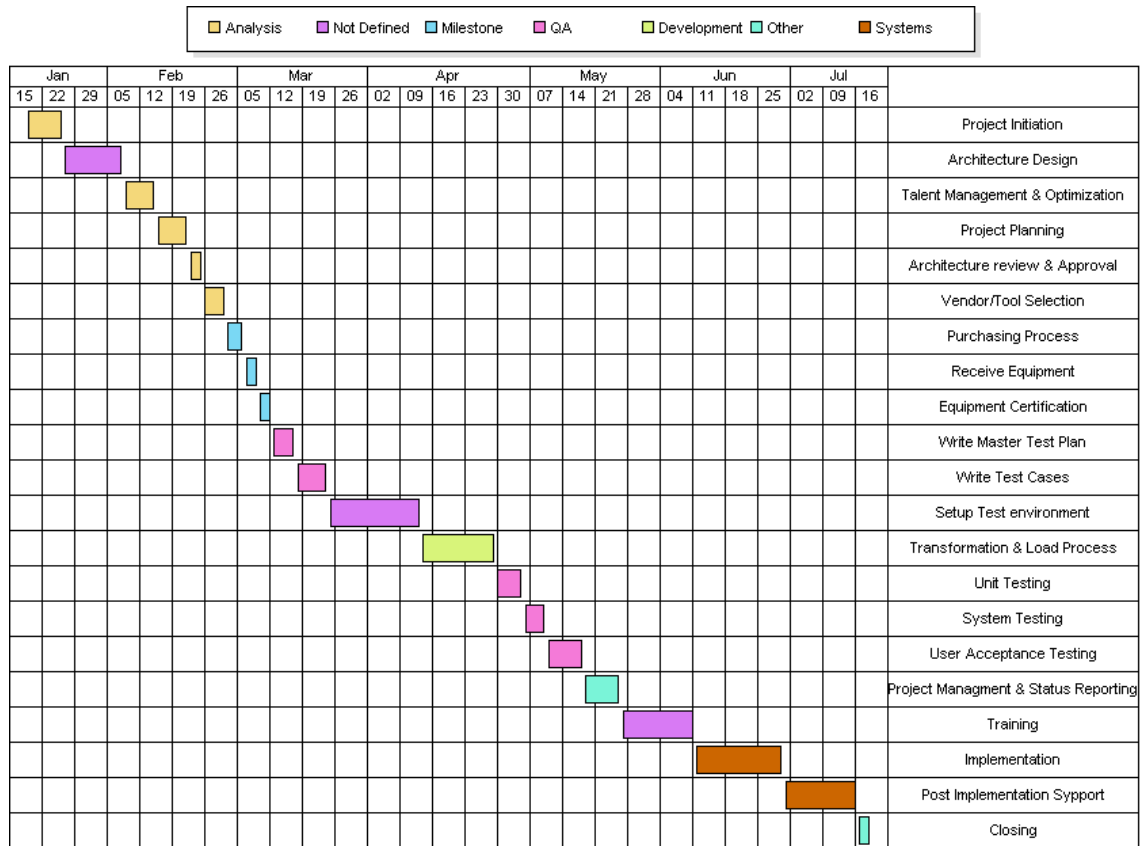 Analysis Not Defined Milestone QA Development Other Systems
Jan Feb Mar Apr May Jun Jul
15 22 29 05 12 19 26 05 12 19 26 02 09 16 23 30 07 14 21 28 04 11 18 25 02 09 16
Project Initiation
Architecture Design
Talent Management & Optimization
Project Planning
Architecture review & Approval
Vendor/Tool Selection
Purchasing Process
Receive Equipment
Equipment Certification
Write Master Test Plan
Write Test Cases
Setup Test environment
Transformation & Load Process
Unit Testing
System Testing
User Acceptance Testing
Project Managment & Status Reporting
Training
Implementation
Post Implementation Sypport
Closing